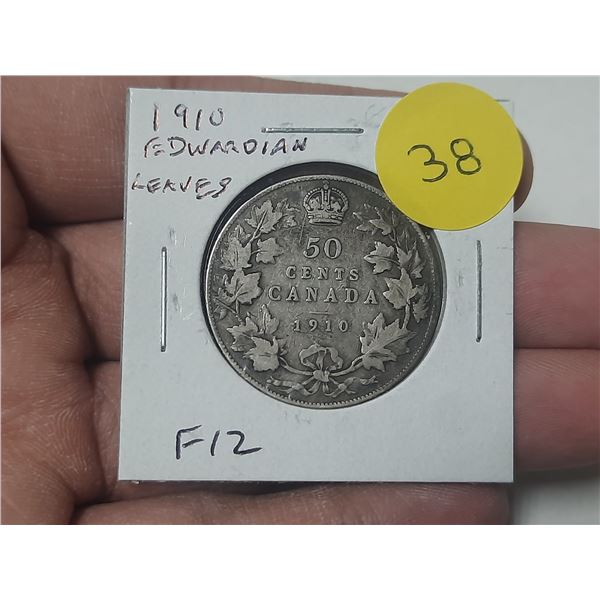 1910
EDWARDIAN
LEAVES
38
50
CENTS
CANADA
1910
F12